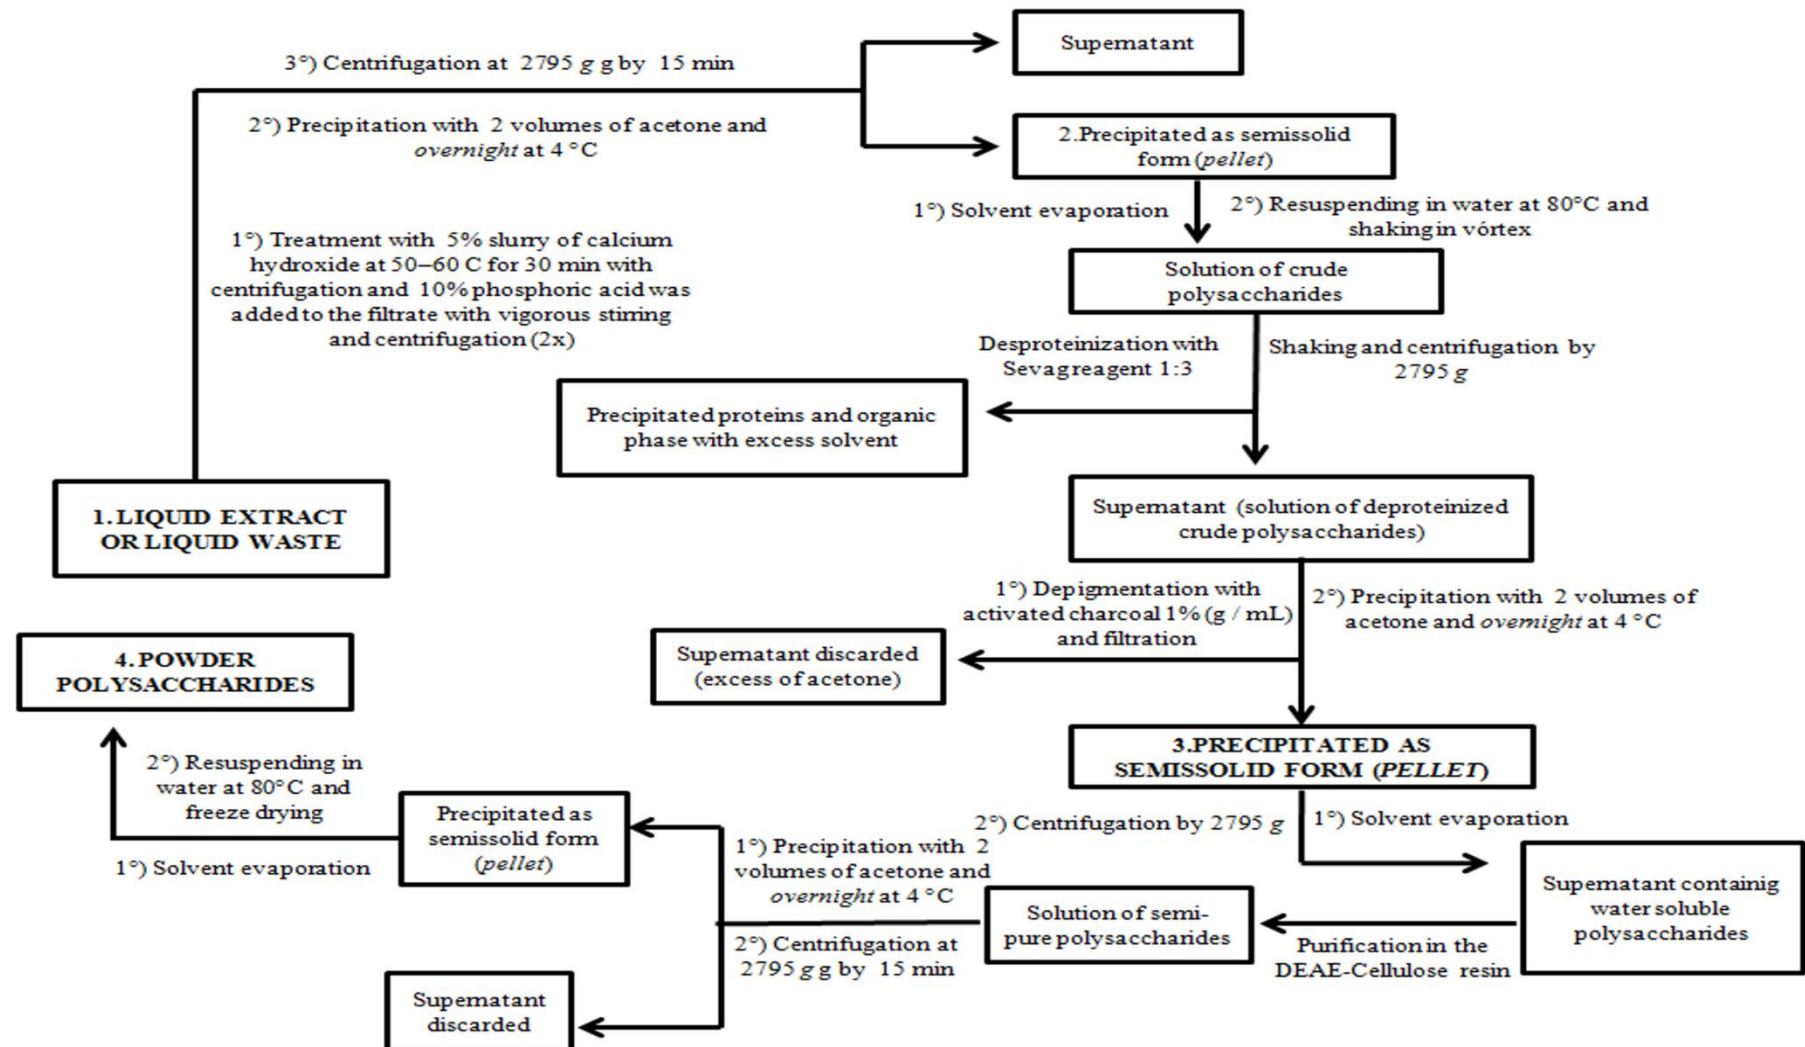 Supernatant
3°) Centrifugation at 2795 g g by 15 min
2°) Precipitation with 2 volumes of acetone and
overnight at 4 °C
2.Precipitated as semissolid
form (pellet)
1°) Solvent evaporation
2°) Resuspending in water at 80°C and
shaking in vórtex
1°) Treatment with 5% slurry of calcium
hydroxide at 50–60 C for 30 min with
centrifugation and 10% phosphoric acid was
added to the filtrate with vigorous stirring
and centrifugation (2x)
Solution of crude
polysaccharides
Desproteinization with
Sevag reagent 1:3
Shaking and centrifugation by
2795 g
Precipitated proteins and organic
phase with excess solvent
1. LIQUID EXTRACT
OR LIQUID WASTE
Supernatant (solution of deproteinized
crude polysaccharides)
1°) Depigmentation with
activated charcoal 1% (g / mL)
and filtration
2°) Precipitation with 2 volumes of
acetone and overnight at 4 °C
Supernatant discarded
(excess of acetone)
4. POWDER
POLYSACCHARIDES
3.PRECIPITATED AS
SEMISSOLID FORM (PELLET)
2°) Resuspending in
water at 80°C and
freeze drying
1°) Solvent evaporation
Precipitated as
semissolid form
(pellet)
2°) Centrifugation by 2795 g
1°) Solvent evaporation
1°) Precipitation with 2
volumes of acetone and
overnight at 4 °C
2°) Centrifugation at
2795 g g by 15 min
Solution of semi-
pure polysaccharides
Purification in the
DEAE-Cellulose resin
Supernatant containig
water soluble
polysaccharides
Supernatant
discarded